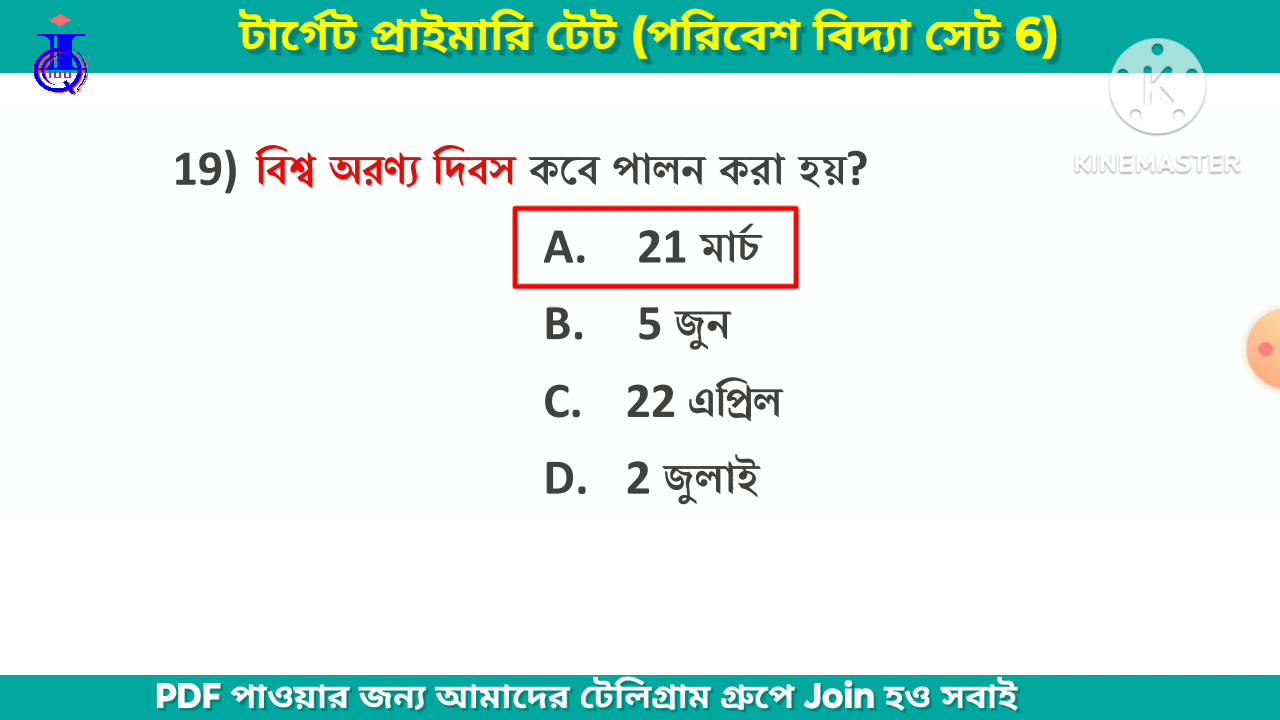 টার্গেট প্রাইমারি টেট (পরিবেশ বিদ্যা সেট 6)
KINEMASTER
19) বিশ্ব অরণ্য দিবস কবে পালন করা হয়?
A. 21 মার্চ
B. 5 জুন
C. 22 এপ্রিল
D. 2 জুলাই
PDF পাওয়ার জন্য আমাদের টেলিগ্রাম গ্রুপে Join হও সবাই